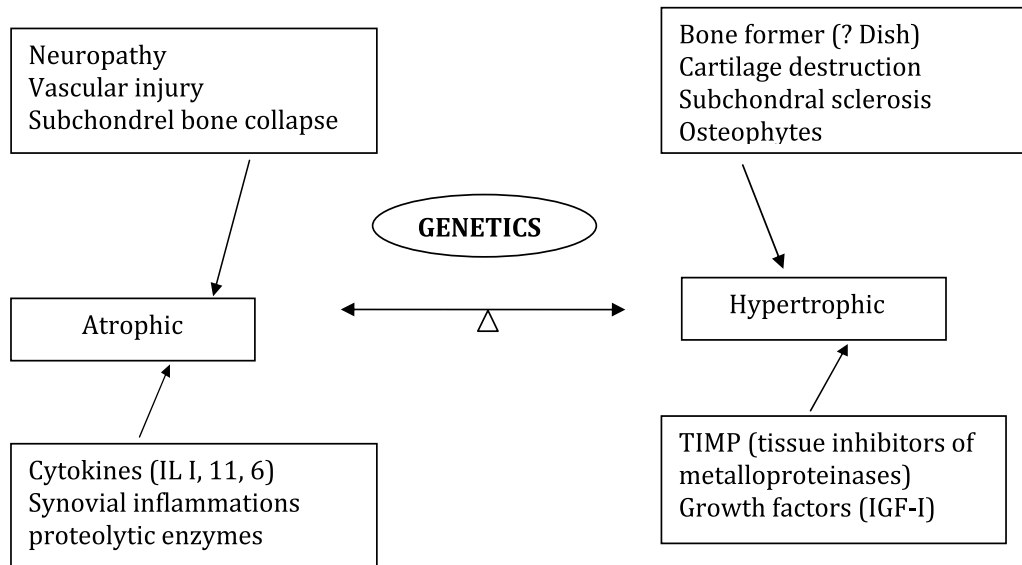 Neuropathy
Vascular injury
Subchondrel bone collapse
Bone former (? Dish)
Cartilage destruction
Subchondral sclerosis
Osteophytes
GENETICS
Atrophic
Hypertrophic
Cytokines (IL I, 11, 6)
Synovial inflammations
proteolytic enzymes
TIMP (tissue inhibitors of
metalloproteinases)
Growth factors (IGF-I)